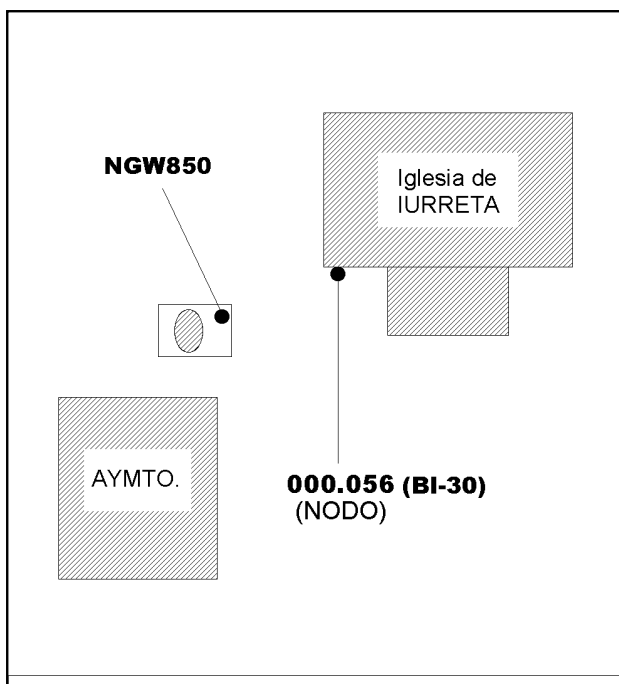 NGW850
Iglesia de
IURRETA
AYMTO.
000.056 (BI-30)
(NODO)